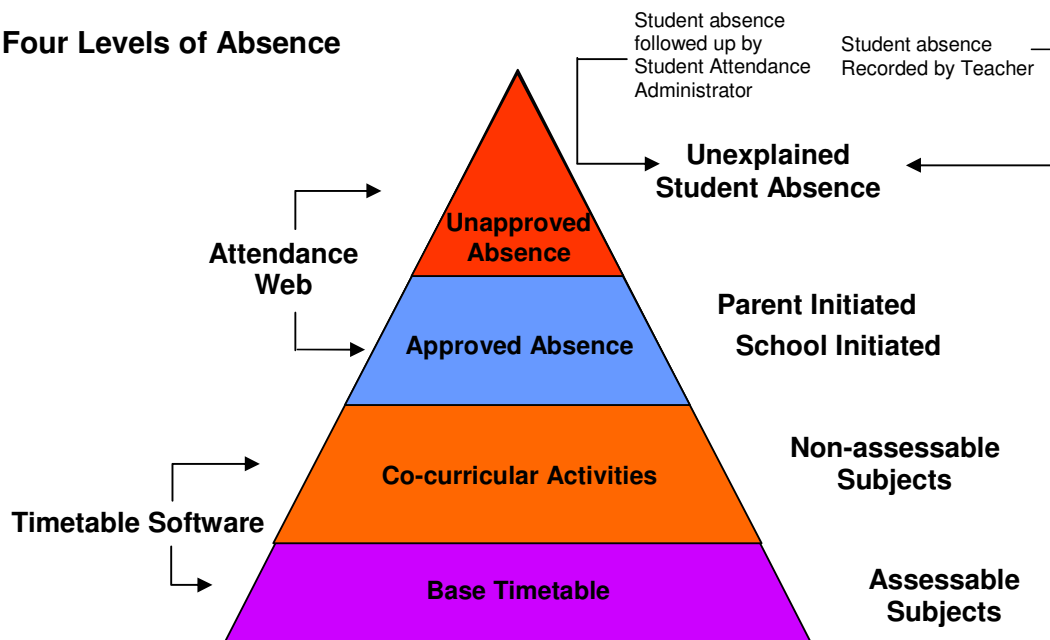 Four Levels of Absence
Student absence
followed up by
Student Attendance
Administrator
Student absence
Recorded by Teacher
Unexplained
Student Absence
Unapproved
Absence
Attendance
Web
Parent Initiated
School Initiated
Approved Absence
Non-assessable
Subjects
Co-curricular Activities
Timetable Software
Base Timetable
Assessable
Subjects